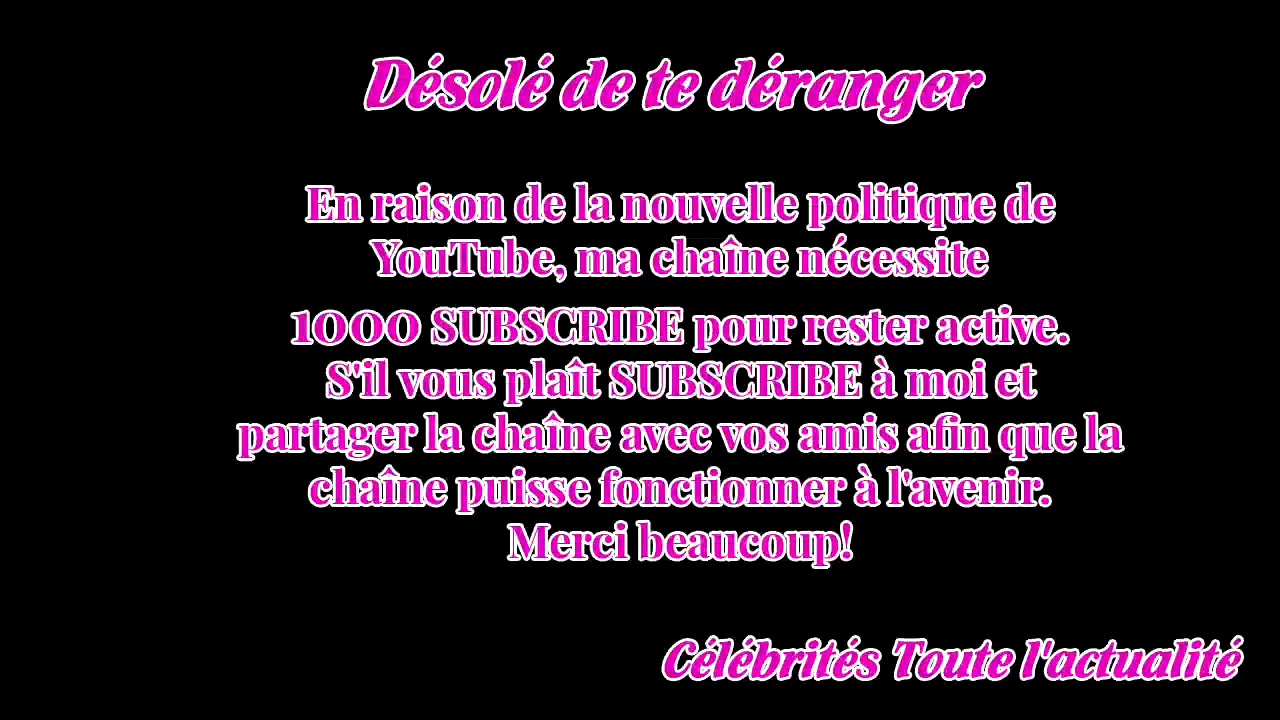 Désolé de te déranger
En raison de la nouvelle politique de
YouTube, ma chaîne nécessite
1000 SUBSCRIBE pour rester active.
S'il vous plaît SUBSCRIBE à moi et
partager la chaîne avec vos amis afin que la
chaîne puisse fonctionner à l'avenir.
Merci beaucoup!
Célébrités Toute l'actualité